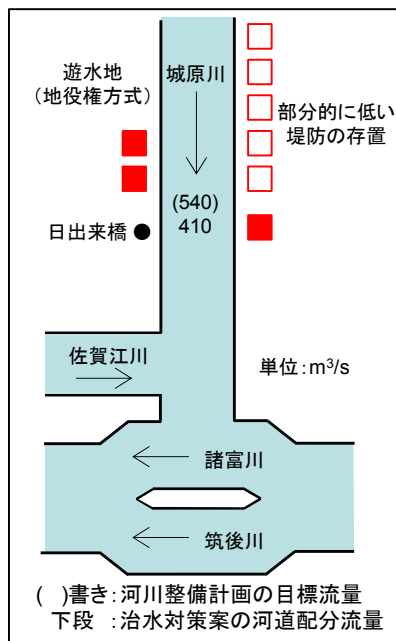 遊水地
(地役権方式)
城原川
部分的に低い
堤防の存置
(540)
410
日出来橋
佐賀江川
単位:m³/s
諸富川
筑後川
( )書き:河川整備計画の目標流量
下段 :治水対策案の河道配分流量